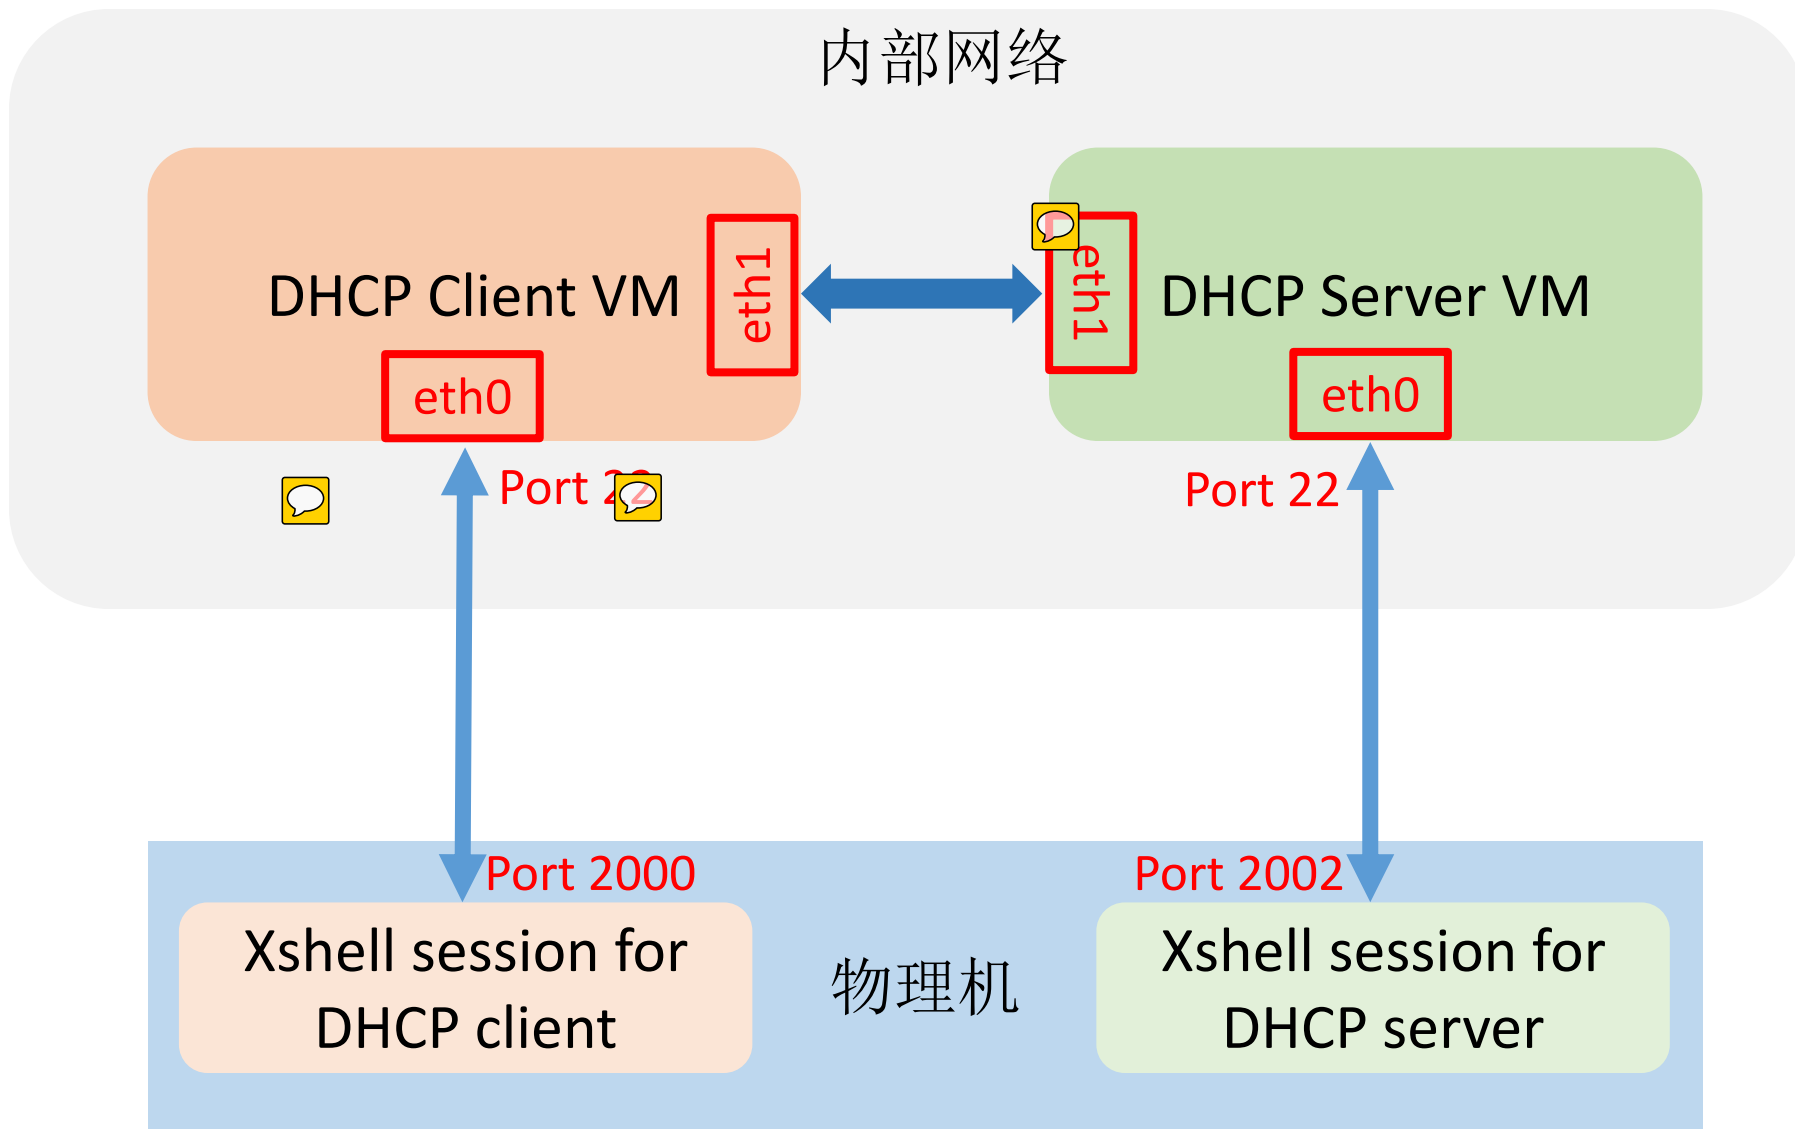 内部网络
DHCP Client VM
eth1
eth1
DHCP Server VM
eth0
eth0
Port 22
Port 22
Port 2000
Port 2002
Xshell session for
DHCP client
物理机
Xshell session for
DHCP server